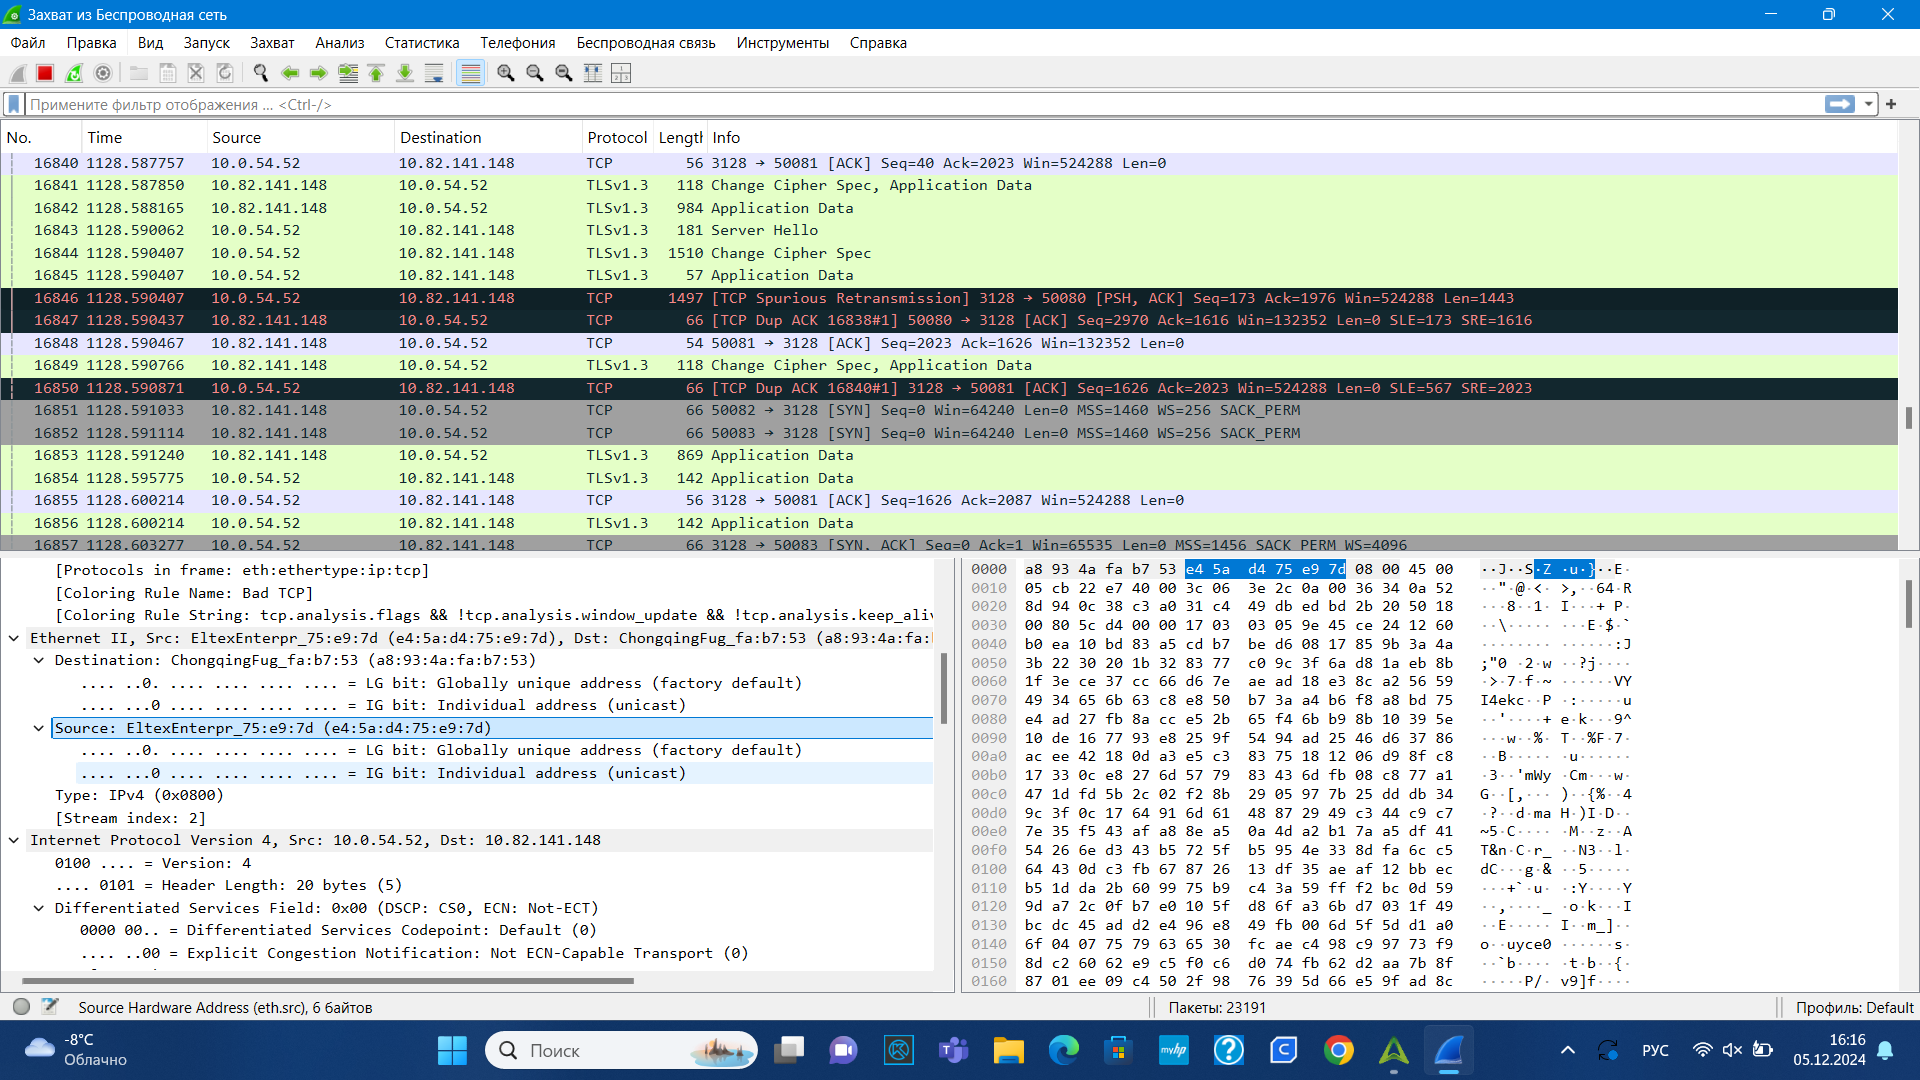 Захват из Беспроводная сеть
Файл Правка Вид Запуск Захват Анализ Статистика Телефония Беспроводная связь Инструменты Справка
Примените фильтр отображения ... <Ctrl-/>
No. Time Source Destination Protocol Length Info
16840 1128.587757 10.0.54.52 10.82.141.148 TCP 56 3128 → 50081 [ACK] Seq=40 Ack=2023 Win=524288 Len=0
16841 1128.587850 10.82.141.148 10.0.54.52 TLSv1.3 118 Change Cipher Spec, Application Data
16842 1128.588165 10.82.141.148 10.0.54.52 TLSv1.3 984 Application Data
16843 1128.590062 10.0.54.52 10.82.141.148 TLSv1.3 181 Server Hello
16844 1128.590407 10.0.54.52 10.82.141.148 TLSv1.3 1510 Change Cipher Spec
16845 1128.590407 10.0.54.52 10.82.141.148 TLSv1.3 57 Application Data
16846 1128.590407 10.0.54.52 10.82.141.148 TCP 1497 [TCP Spurious Retransmission] 3128 → 50080 [PSH, ACK] Seq=173 Ack=1976 Win=524288 Len=1443
16847 1128.590437 10.82.141.148 10.0.54.52 TCP 66 [TCP Dup ACK 16838#1] 50080 → 3128 [ACK] Seq=2970 Ack=1616 Win=132352 Len=0 SLE=173 SRE=1616
16848 1128.590467 10.82.141.148 10.0.54.52 TCP 54 50081 → 3128 [ACK] Seq=2023 Ack=1626 Win=132352 Len=0
16849 1128.590766 10.82.141.148 10.0.54.52 TLSv1.3 118 Change Cipher Spec, Application Data
16850 1128.590871 10.0.54.52 10.82.141.148 TCP 66 [TCP Dup ACK 16840#1] 3128 → 50081 [ACK] Seq=1626 Ack=2023 Win=524288 Len=0 SLE=567 SRE=2023
16851 1128.591033 10.82.141.148 10.0.54.52 TCP 66 50082 → 3128 [SYN] Seq=0 Win=64240 Len=0 MSS=1460 WS=256 SACK_PERM
16852 1128.591114 10.82.141.148 10.0.54.52 TCP 66 50083 → 3128 [SYN] Seq=0 Win=64240 Len=0 MSS=1460 WS=256 SACK_PERM
16853 1128.591240 10.82.141.148 10.0.54.52 TLSv1.3 869 Application Data
16854 1128.595775 10.0.54.52 10.82.141.148 TLSv1.3 142 Application Data
16855 1128.600214 10.0.54.52 10.82.141.148 TCP 56 3128 → 50081 [ACK] Seq=1626 Ack=2087 Win=524288 Len=0
16856 1128.600214 10.0.54.52 10.82.141.148 TLSv1.3 142 Application Data
16857 1128.603277 10.0.54.52 10.82.141.148 TCP 66 3128 → 50083 [SYN, ACK] Seq=0 Ack=1 Win=65535 Len=0 MSS=1456 SACK_PERM WS=4096
[Protocols in frame: eth:ethertype:ip:tcp]
[Coloring Rule Name: Bad TCP]
[Coloring Rule String: tcp.analysis.flags && !tcp.analysis.window_update && !tcp.analysis.keep_ali
Ethernet II, Src: EltexEnterpr_75:e9:7d (e4:5a:d4:75:e9:7d), Dst: ChongqingFug_fa:b7:53 (a8:93:4a:fa:b
Destination: ChongqingFug_fa:b7:53 (a8:93:4a:fa:b7:53)
.... ..0. .... .... .... .... = LG bit: Globally unique address (factory default)
.... ...0 .... .... .... .... = IG bit: Individual address (unicast)
Source: EltexEnterpr_75:e9:7d (e4:5a:d4:75:e9:7d)
.... ..0. .... .... .... .... = LG bit: Globally unique address (factory default)
.... ...0 .... .... .... .... = IG bit: Individual address (unicast)
Type: IPv4 (0x0800)
[Stream index: 2]
Internet Protocol Version 4, Src: 10.0.54.52, Dst: 10.82.141.148
0100 .... = Version: 4
.... 0101 = Header Length: 20 bytes (5)
Differentiated Services Field: 0x00 (DSCP: CS0, ECN: Not-ECT)
0000 00.. = Differentiated Services Codepoint: Default (0)
.... ..00 = Explicit Congestion Notification: Not ECN-Capable Transport (0)
0000 a8 93 4a fa b7 53 e4 5a d4 75 e9 7d 08 00 45 00 ··J··S·Z ·u·}··E·
0010 05 cb 22 e7 40 00 3c 06 3e 2c 0a 00 36 34 0a 52 ··"·@·<· >,··64·R
0020 8d 94 0c 38 c3 a0 31 c4 49 db ed bd 2b 20 50 18 ···8··1· I···+ P·
0030 00 80 5c d4 00 00 17 03 03 05 9e 45 ce 24 12 60 ··\····· ···E·$·`
0040 b0 ea 10 bd 83 a5 cd b7 be d6 08 17 85 9b 3a 4a ········ ······:J
0050 3b 22 30 20 1b 32 83 77 c0 9c 3f 6a d8 1a eb 8b ;"0 ·2·w ··?j····
0060 1f 3e ce 37 cc 66 d6 7e ae ad 18 e3 8c a2 56 59 ·>·7·f·~ ······VY
0070 49 34 65 6b 63 c8 e8 50 b7 3a a4 b6 f8 a8 bd 75 I4ekc··P ·:·····u
0080 e4 ad 27 fb 8a cc e5 2b 65 f4 6b b9 8b 10 39 5e ··'····+ e·k···9^
0090 10 de 16 77 93 e8 25 9f 54 94 ad 25 46 d6 37 86 ···w··%· T··%F·7·
00a0 ac ee 42 18 0d a3 e5 c3 83 75 18 12 06 d9 8f c8 ··B····· ·u······
00b0 17 33 0c e8 27 6d 57 79 83 43 6d fb 08 c8 77 a1 ·3··'mWy ·Cm···w·
00c0 47 1d fd 5b 2c 02 f2 8b 29 05 97 7b 25 dd db 34 G··[,··· )··{%··4
00d0 9c 3f 0c 17 64 91 6d 61 48 87 29 49 c3 44 c9 c7 ·?··d·ma H·)I·D··
00e0 7e 35 f5 43 af a8 8e a5 0a 4d a2 b1 7a a5 df 41 ~5·C···· ·M··z··A
00f0 54 26 6e d3 43 b5 72 5f b5 95 4e 33 8d fa 6c c5 T&n·C·r_ ··N3··l·
0100 64 43 0d c3 fb 67 87 26 13 df 35 ae af 12 bb ec dC···g·& ··5·····
0110 b5 1d da 2b 60 99 75 b9 c4 3a 59 ff f2 bc 0d 59 ···+`·u· ·:Y····Y
0120 9d a7 2c 0f b7 e0 10 5f d8 6f a3 6b d7 03 1f 49 ··,····_ ·o·k···I
0130 bc dc 45 ad d2 e4 96 e8 49 fb 00 6d 5f 5d d1 a0 ··E····· I··m_]··
0140 6f 04 07 75 79 63 65 30 fc ae c4 98 c9 97 73 f9 o··uyce0 ······s·
0150 8d c2 60 62 e9 c5 f0 c6 d0 74 fb 62 d2 aa 7b 8f ··`b···· ·t·b··{·
0160 87 01 ee 09 c4 50 2f 98 76 39 5d 66 e5 9f ad 8c ·····P/· v9]f····
Source Hardware Address (eth.src), 6 байтов
Пакеты: 23191
Профиль: Default
-8°C
Облачно
Поиск
myhp
РУС
16:16
05.12.2024